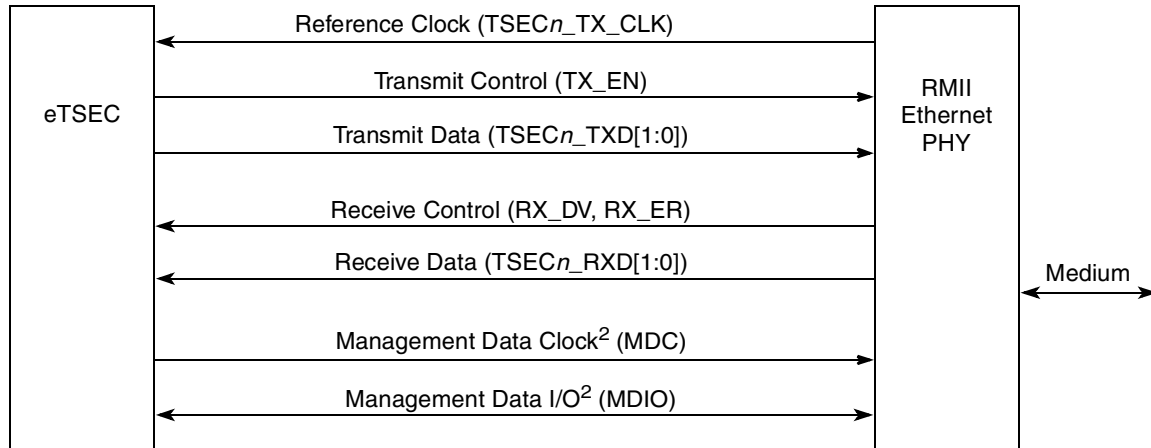 Reference Clock (TSECn_TX_CLK)
Transmit Control (TX_EN)
eTSEC
Transmit Data (TSECn_TXD[1:0])
RMII
Ethernet
PHY
Receive Control (RX_DV, RX_ER)
Receive Data (TSECn_RXD[1:0])
Medium
Management Data Clock² (MDC)
Management Data I/O² (MDIO)